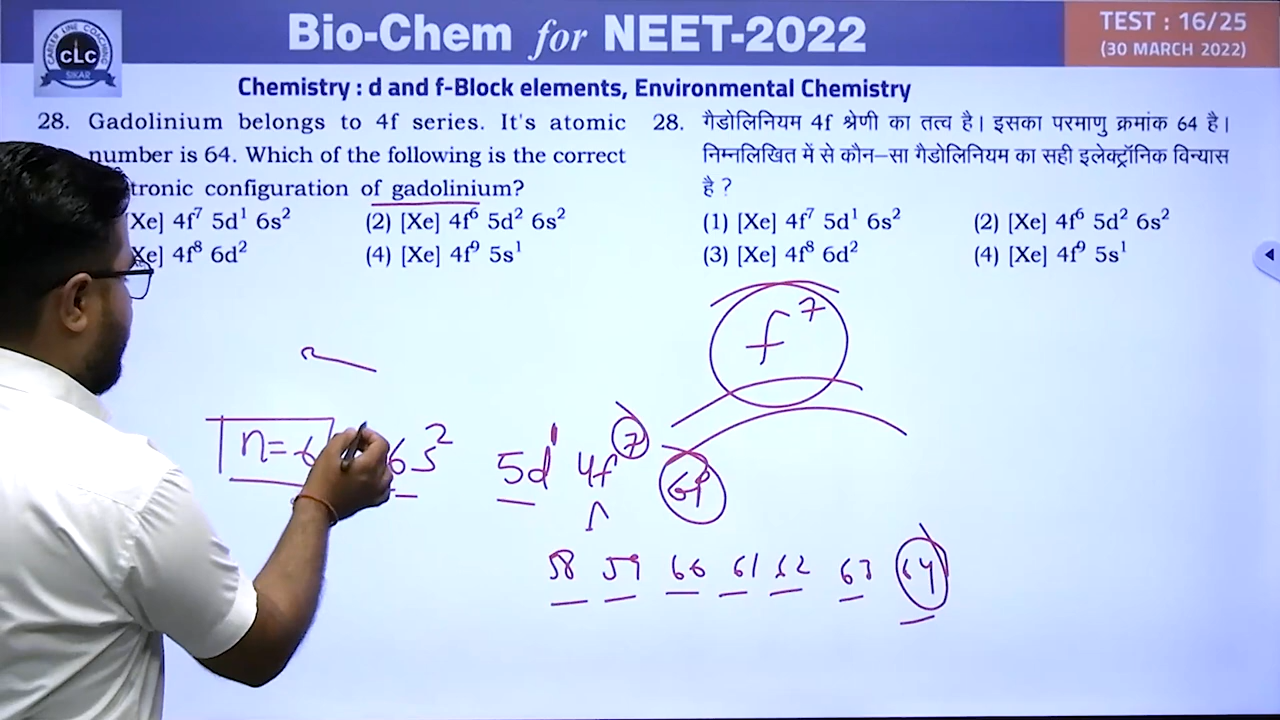 CAREER LINE COACHING
CLC
SIKAR
Bio-Chem for NEET-2022
TEST : 16/25
(30 MARCH 2022)
Chemistry : d and f-Block elements, Environmental Chemistry
28. Gadolinium belongs to 4f series. It's atomic
number is 64. Which of the following is the correct
tronic configuration of gadolinium?
[Xe] 4f⁷ 5d¹ 6s² (2) [Xe] 4f⁶ 5d² 6s²
Xe] 4f⁸ 6d² (4) [Xe] 4f⁹ 5s¹
28. गैडोलिनियम 4f श्रेणी का तत्व है। इसका परमाणु क्रमांक 64 है।
निम्नलिखित में से कौन–सा गैडोलिनियम का सही इलेक्ट्रॉनिक विन्यास
है ?
(1) [Xe] 4f⁷ 5d¹ 6s² (2) [Xe] 4f⁶ 5d² 6s²
(3) [Xe] 4f⁸ 6d² (4) [Xe] 4f⁹ 5s¹
f⁷
n=6 6s² 5d¹ 4f⁷ 64
58 59 60 61 62 63 64